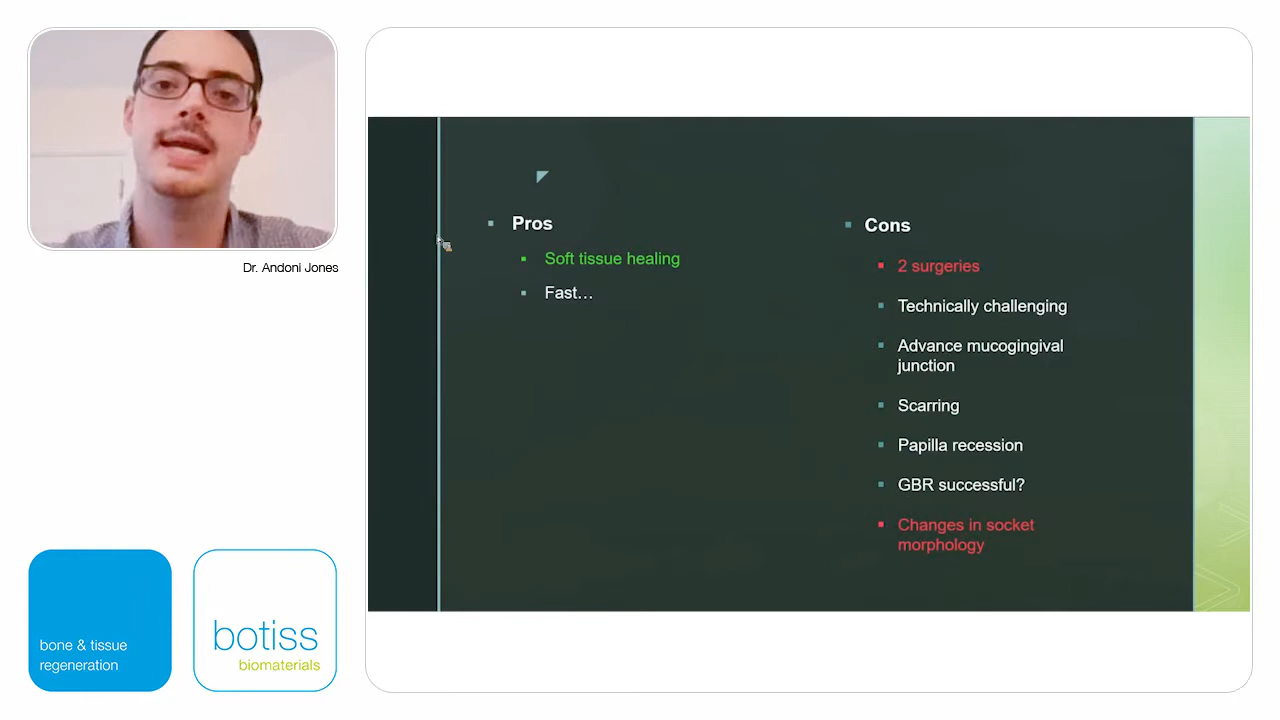 Dr. Andoni Jones
Pros
Soft tissue healing
Fast…
Cons
2 surgeries
Technically challenging
Advance mucogingival
junction
Scarring
Papilla recession
GBR successful?
Changes in socket
morphology
bone & tissue
regeneration
botiss
biomaterials